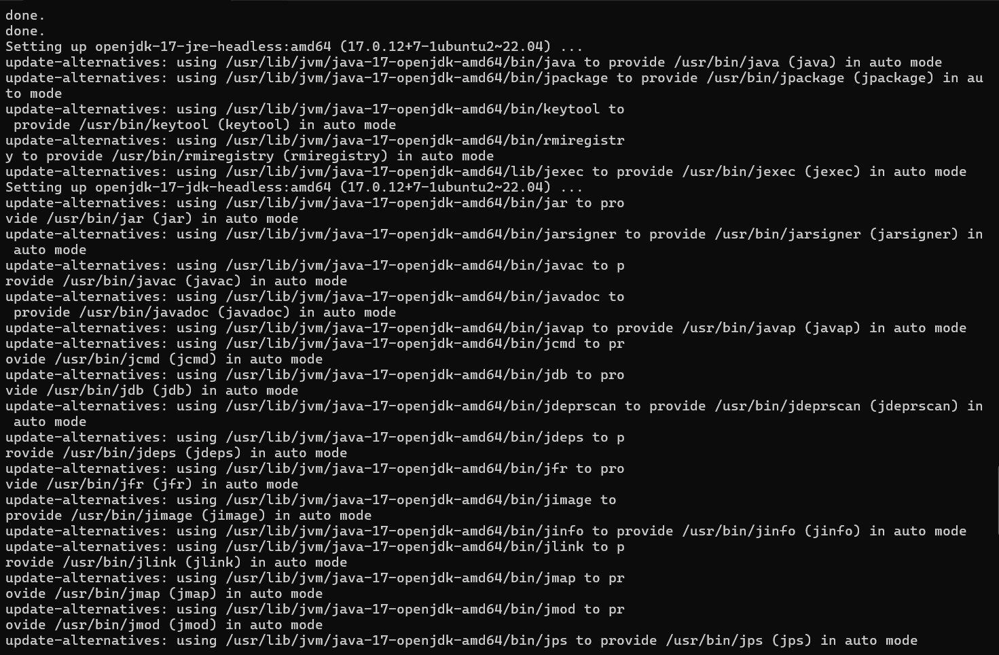 done.
done.
Setting up openjdk-17-jre-headless:amd64 (17.0.12+7-1ubuntu2~22.04) ...
update-alternatives: using /usr/lib/jvm/java-17-openjdk-amd64/bin/java to provide /usr/bin/java (java) in auto mode
update-alternatives: using /usr/lib/jvm/java-17-openjdk-amd64/bin/jpackage to provide /usr/bin/jpackage (jpackage) in au
to mode
update-alternatives: using /usr/lib/jvm/java-17-openjdk-amd64/bin/keytool to
 provide /usr/bin/keytool (keytool) in auto mode
update-alternatives: using /usr/lib/jvm/java-17-openjdk-amd64/bin/rmiregistr
y to provide /usr/bin/rmiregistry (rmiregistry) in auto mode
update-alternatives: using /usr/lib/jvm/java-17-openjdk-amd64/lib/jexec to provide /usr/bin/jexec (jexec) in auto mode
Setting up openjdk-17-jdk-headless:amd64 (17.0.12+7-1ubuntu2~22.04) ...
update-alternatives: using /usr/lib/jvm/java-17-openjdk-amd64/bin/jar to pro
vide /usr/bin/jar (jar) in auto mode
update-alternatives: using /usr/lib/jvm/java-17-openjdk-amd64/bin/jarsigner to provide /usr/bin/jarsigner (jarsigner) in
 auto mode
update-alternatives: using /usr/lib/jvm/java-17-openjdk-amd64/bin/javac to p
rovide /usr/bin/javac (javac) in auto mode
update-alternatives: using /usr/lib/jvm/java-17-openjdk-amd64/bin/javadoc to
 provide /usr/bin/javadoc (javadoc) in auto mode
update-alternatives: using /usr/lib/jvm/java-17-openjdk-amd64/bin/javap to provide /usr/bin/javap (javap) in auto mode
update-alternatives: using /usr/lib/jvm/java-17-openjdk-amd64/bin/jcmd to pr
ovide /usr/bin/jcmd (jcmd) in auto mode
update-alternatives: using /usr/lib/jvm/java-17-openjdk-amd64/bin/jdb to pro
vide /usr/bin/jdb (jdb) in auto mode
update-alternatives: using /usr/lib/jvm/java-17-openjdk-amd64/bin/jdeprscan to provide /usr/bin/jdeprscan (jdeprscan) in
 auto mode
update-alternatives: using /usr/lib/jvm/java-17-openjdk-amd64/bin/jdeps to p
rovide /usr/bin/jdeps (jdeps) in auto mode
update-alternatives: using /usr/lib/jvm/java-17-openjdk-amd64/bin/jfr to pro
vide /usr/bin/jfr (jfr) in auto mode
update-alternatives: using /usr/lib/jvm/java-17-openjdk-amd64/bin/jimage to
provide /usr/bin/jimage (jimage) in auto mode
update-alternatives: using /usr/lib/jvm/java-17-openjdk-amd64/bin/jinfo to provide /usr/bin/jinfo (jinfo) in auto mode
update-alternatives: using /usr/lib/jvm/java-17-openjdk-amd64/bin/jlink to p
rovide /usr/bin/jlink (jlink) in auto mode
update-alternatives: using /usr/lib/jvm/java-17-openjdk-amd64/bin/jmap to pr
ovide /usr/bin/jmap (jmap) in auto mode
update-alternatives: using /usr/lib/jvm/java-17-openjdk-amd64/bin/jmod to pr
ovide /usr/bin/jmod (jmod) in auto mode
update-alternatives: using /usr/lib/jvm/java-17-openjdk-amd64/bin/jps to provide /usr/bin/jps (jps) in auto mode